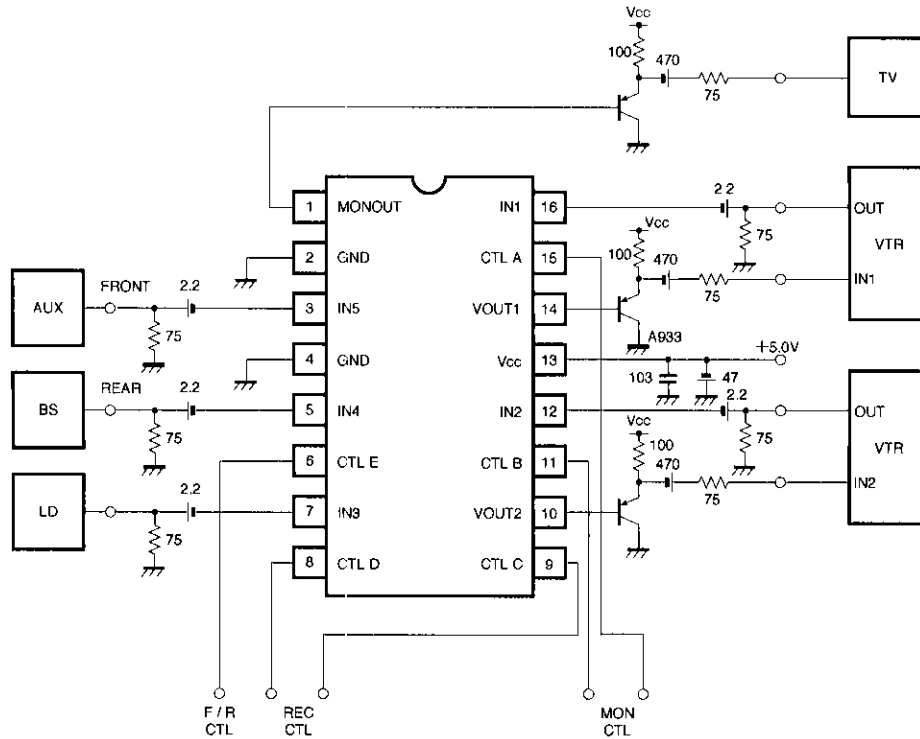 Vcc
100
470
75
TV
1
MONOUT
IN1
16
2.2
OUT
75
VTR
2
GND
CTL A
15
Vcc
100
470
75
IN1
AUX
FRONT
2.2
3
IN5
VOUT1
14
75
A933
4
GND
Vcc
13
+5.0V
103
47
BS
REAR
2.2
5
IN4
IN2
12
2.2
OUT
75
VTR
75
6
CTL E
CTL B
11
Vcc
100
470
75
IN2
LD
2.2
7
IN3
VOUT2
10
75
8
CTL D
CTL C
9
F / R
CTL
REC
CTL
MON
CTL